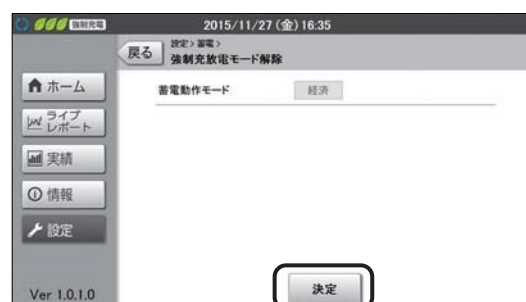 強制充電
2015/11/27(金)16:35
戻る
設定>蓄電>
強制充放電モード解除
ホーム
ライブ
レポート
実績
情報
設定
Ver 1.0.1.0
蓄電動作モード
経済
決定